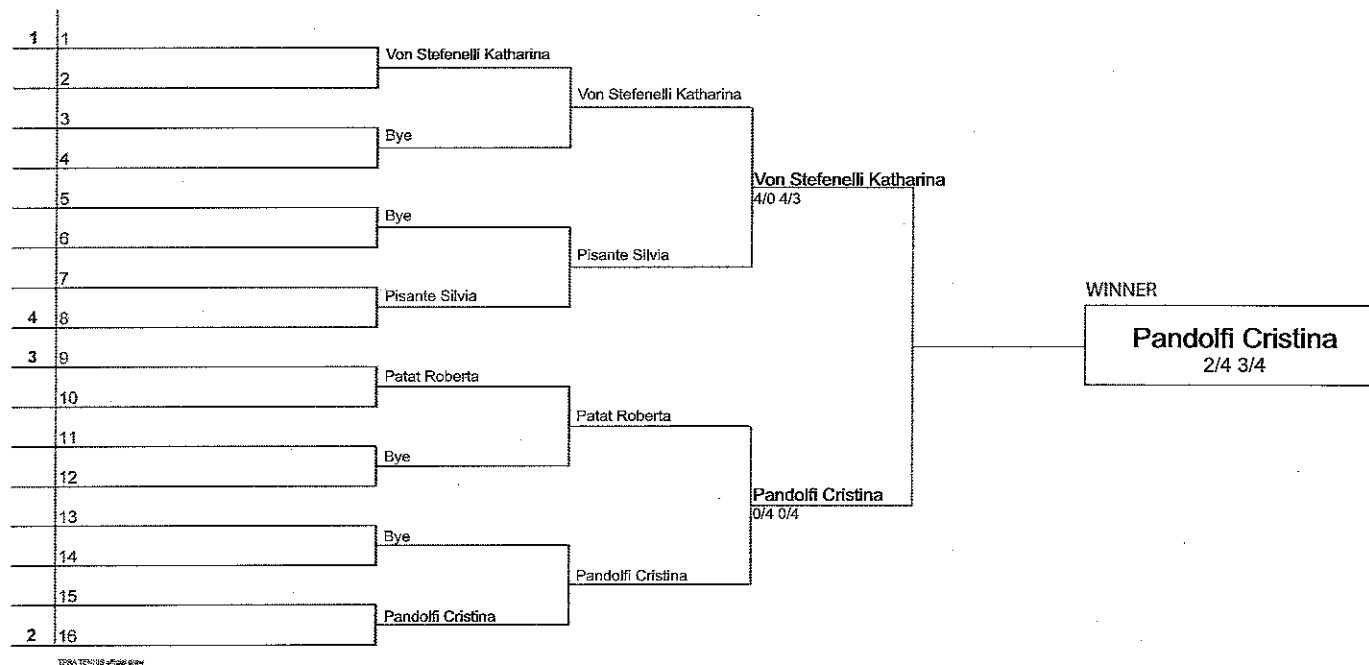 1 1
Von Stefenelli Katharina
2
Von Stefenelli Katharina
3
Bye
4
Von Stefenelli Katharina
4/0 4/3
5
Bye
6
Pisante Silvia
7
Pisante Silvia
4 8
WINNER
Pandolfi Cristina
2/4 3/4
3 9
Patat Roberta
10
Patat Roberta
11
Bye
12
Pandolfi Cristina
0/4 0/4
13
Bye
14
Pandolfi Cristina
15
Pandolfi Cristina
2 16